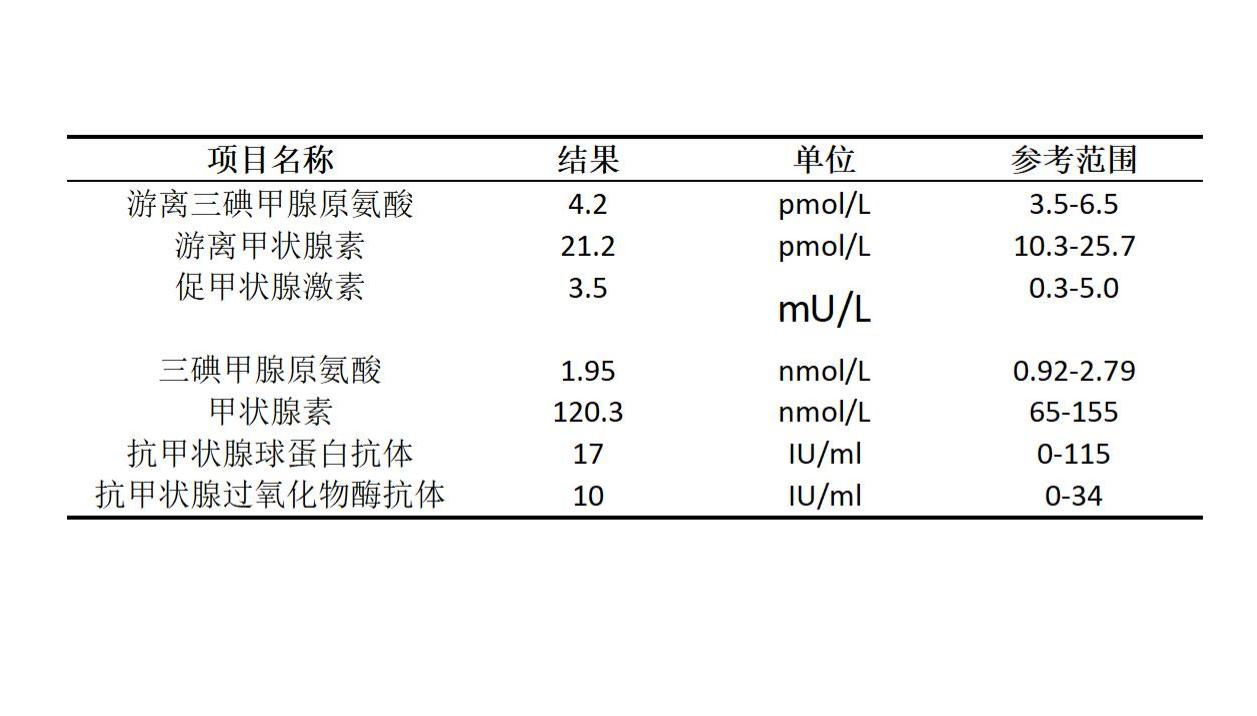 项目名称 结果 单位 参考范围
游离三碘甲腺原氨酸 4.2 pmol/L 3.5-6.5
游离甲状腺素 21.2 pmol/L 10.3-25.7
促甲状腺激素 3.5 mU/L 0.3-5.0
三碘甲腺原氨酸 1.95 nmol/L 0.92-2.79
甲状腺素 120.3 nmol/L 65-155
抗甲状腺球蛋白抗体 17 IU/ml 0-115
抗甲状腺过氧化物酶抗体 10 IU/ml 0-34